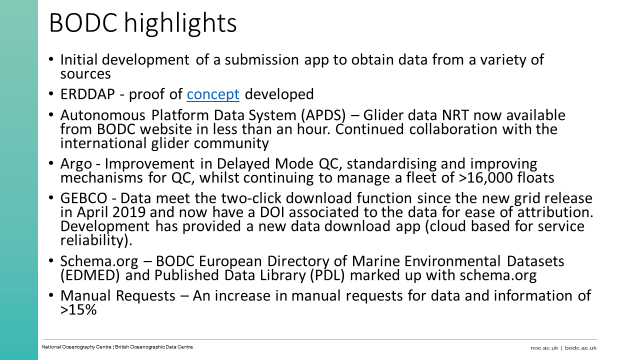 BODC highlights
• Initial development of a submission app to obtain data from a variety of
sources
• ERDDAP - proof of concept developed
• Autonomous Platform Data System (APDS) – Glider data NRT now available
from BODC website in less than an hour. Continued collaboration with the
international glider community
• Argo - Improvement in Delayed Mode QC, standardising and improving
mechanisms for QC, whilst continuing to manage a fleet of >16,000 floats
• GEBCO - Data meet the two-click download function since the new grid release
in April 2019 and now have a DOI associated to the data for ease of attribution.
Development has provided a new data download app (cloud based for service
reliability).
• Schema.org – BODC European Directory of Marine Environmental Datasets
(EDMED) and Published Data Library (PDL) marked up with schema.org
• Manual Requests – An increase in manual requests for data and information of
>15%
National Oceanography Centre | British Oceanographic Data Centre
noc.ac.uk | bodc.ac.uk